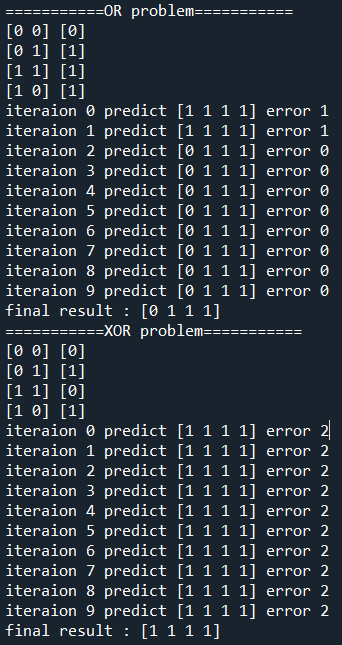 ===========OR problem===========
[0 0] [0]
[0 1] [1]
[1 1] [1]
[1 0] [1]
iteraion 0 predict [1 1 1 1] error 1
iteraion 1 predict [1 1 1 1] error 1
iteraion 2 predict [0 1 1 1] error 0
iteraion 3 predict [0 1 1 1] error 0
iteraion 4 predict [0 1 1 1] error 0
iteraion 5 predict [0 1 1 1] error 0
iteraion 6 predict [0 1 1 1] error 0
iteraion 7 predict [0 1 1 1] error 0
iteraion 8 predict [0 1 1 1] error 0
iteraion 9 predict [0 1 1 1] error 0
final result : [0 1 1 1]
===========XOR problem===========
[0 0] [0]
[0 1] [1]
[1 1] [0]
[1 0] [1]
iteraion 0 predict [1 1 1 1] error 2
iteraion 1 predict [1 1 1 1] error 2
iteraion 2 predict [1 1 1 1] error 2
iteraion 3 predict [1 1 1 1] error 2
iteraion 4 predict [1 1 1 1] error 2
iteraion 5 predict [1 1 1 1] error 2
iteraion 6 predict [1 1 1 1] error 2
iteraion 7 predict [1 1 1 1] error 2
iteraion 8 predict [1 1 1 1] error 2
iteraion 9 predict [1 1 1 1] error 2
final result : [1 1 1 1]